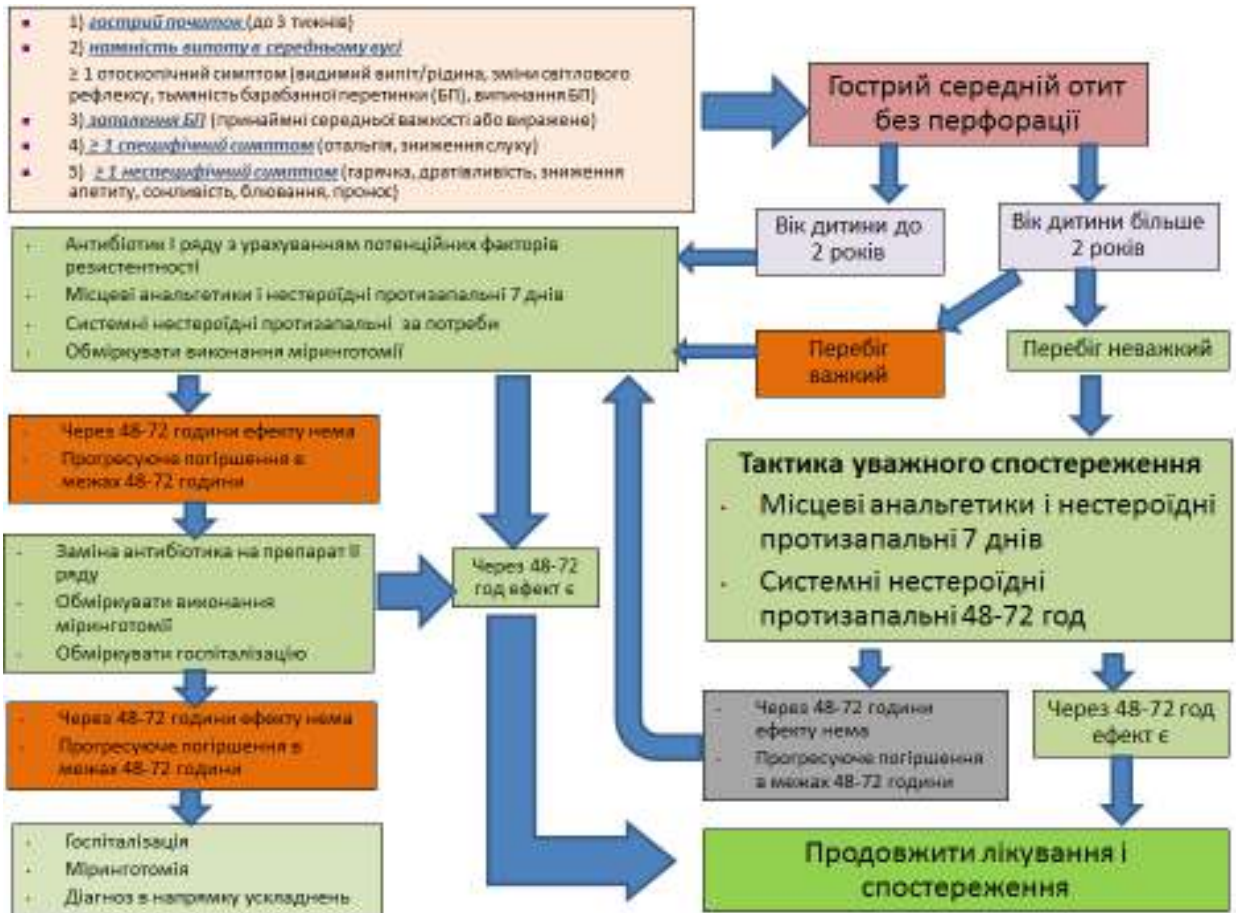 1) гострий початок (до 3 тижнів)
2) наявність випоту в середньому вусі
≥ 1 отоскопічний симптом (видимий випіт/рідина, зміни світлового
рефлексу, тьмяність барабанної перетинки (БП), випинання БП)
3) запалення БП (принаймні середньої важкості або виражене)
4) ≥ 1 специфічний симптом (отальгія, зниження слуху)
5) ≥ 1 неспецифічний симптом (гарячка, дратівливість, зниження
апетиту, сонливість, блювання, пронос)
Гострий середній отит
без перфорації
Вік дитини до
2 років
Вік дитини більше
2 років
- Антибіотик І ряду з урахуванням потенційних факторів
резистентності
- Місцеві анальгетики і нестероїдні протизапальні 7 днів
- Системні нестероїдні протизапальні за потреби
- Обміркувати виконання мірингото​мії
Перебіг
важкий
Перебіг неважкий
- Через 48-72 години ефекту нема
- Прогресуюче погіршення в
межах 48-72 години
Тактика уважного спостереження
- Місцеві анальгетики і нестероїдні
протизапальні 7 днів
- Системні нестероїдні
протизапальні 48-72 год
- Заміна антибіотика на препарат ІІ
ряду
- Обміркувати виконання
мірингото​мії
- Обміркувати госпіталізацію
Через 48-72
год ефект є
- Через 48-72 години ефекту нема
- Прогресуюче погіршення в
межах 48-72 години
- Через 48-72 години
ефекту нема
- Прогресуюче погіршення
в межах 48-72 години
Через 48-72 год
ефект є
- Госпіталізація
- Мірингото​мія
- Діагноз в напрямку ускладнень
Продовжити лікування і
спостереження